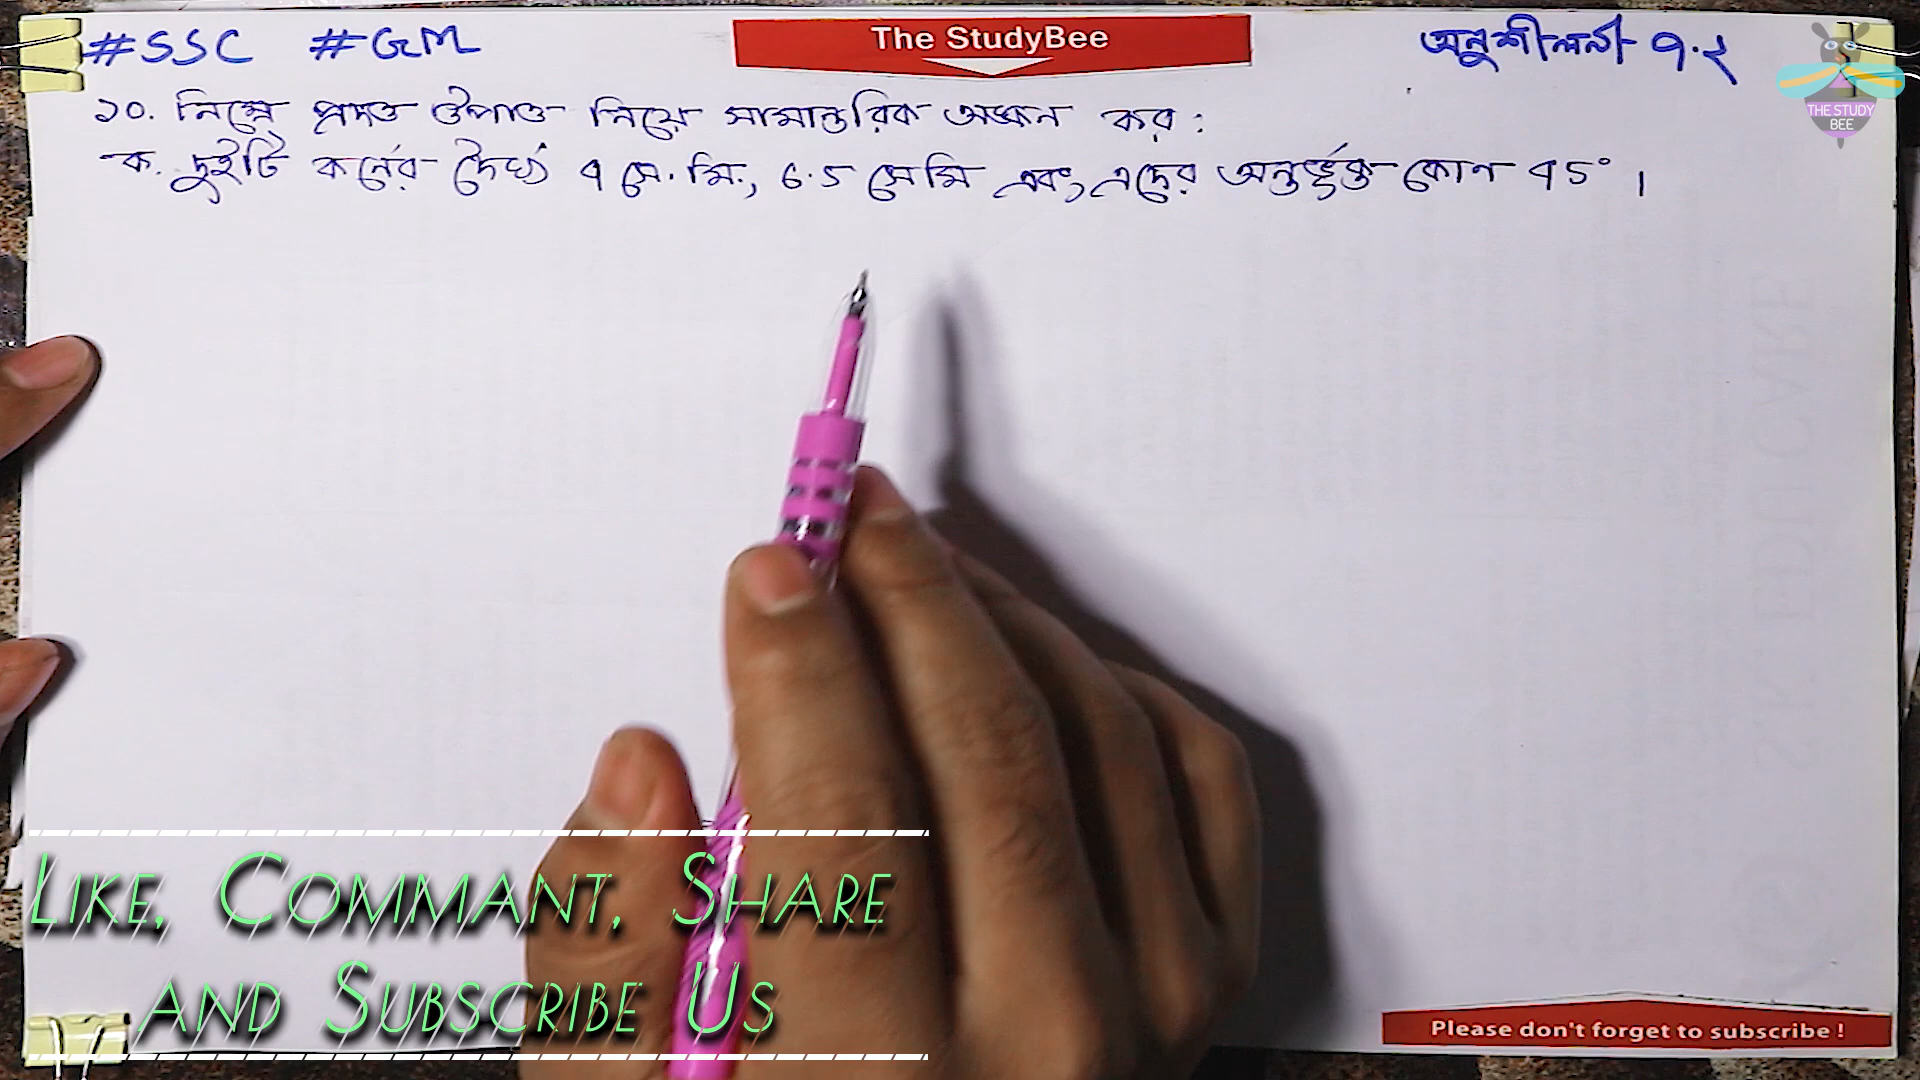 #SSC #GM
The StudyBee
অনুশীলনী ৭.২
THE STUDY
BEE
১০. নিম্নে প্রদত্ত উপাত্ত নিয়ে সামান্তরিক অঙ্কন কর:
ক. দুইটি কর্নের দৈর্ঘ্য ৭ সে.মি., ৬.৫ সেমি এবং এদের অন্তর্ভুক্ত কোন ৭৫° ।
LIKE, COMMANT, SHARE
AND SUBSCRIBE US
Please don't forget to subscribe !